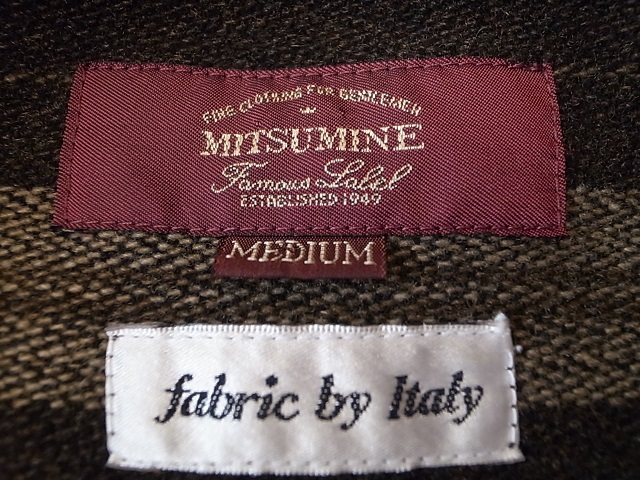 FINE CLOTHING FOR GENTLEMEN
MITSUMINE
Famous Label
ESTABLISHED 1949
MEDIUM
fabric by Italy